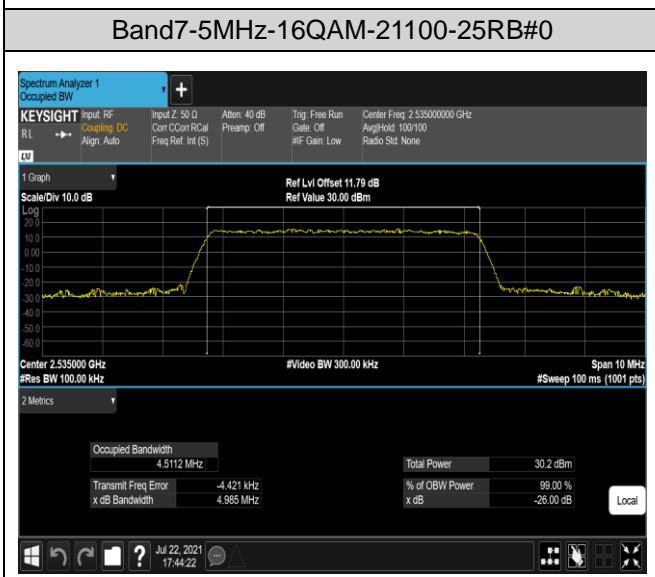 Band7-5MHz-16QAM-21100-25RB#0
Spectrum Analyzer 1
Occupied BW
+
KEYSIGHT Input: RF Input Z: 50 Ω Atten: 40 dB Trig: Free Run Center Freq: 2.535000000 GHz
R L Coupling: DC Corr CCorr RCal Preamp: Off Gate: Off Avg|Hold: 100/100
Align: Auto Freq Ref: Int (S) #IF Gain: Low Radio Std: None
LXI
1 Graph
Ref Lvl Offset 11.79 dB
Scale/Div 10.0 dB Ref Value 30.00 dBm
Log
20.0
10.0
0.00
-10.0
-20.0
-30.0
-40.0
-50.0
-60.0
Center 2.535000 GHz #Video BW 300.00 kHz Span 10 MHz
#Res BW 100.00 kHz #Sweep 100 ms (1001 pts)
2 Metrics
Occupied Bandwidth
4.5112 MHz Total Power 30.2 dBm
Transmit Freq Error -4.421 kHz % of OBW Power 99.00 %
x dB Bandwidth 4.985 MHz x dB -26.00 dB
Local
? Jul 22, 2021
17:44:22